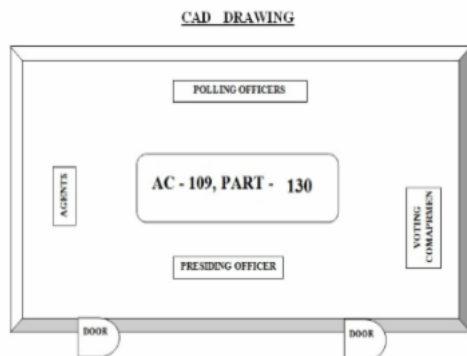 CAD DRAWING
POLLING OFFICERS
AGENTS
AC - 109, PART - 130
VOTING
COMAPRMEN
PRESIDING OFFICER
DOOR
DOOR